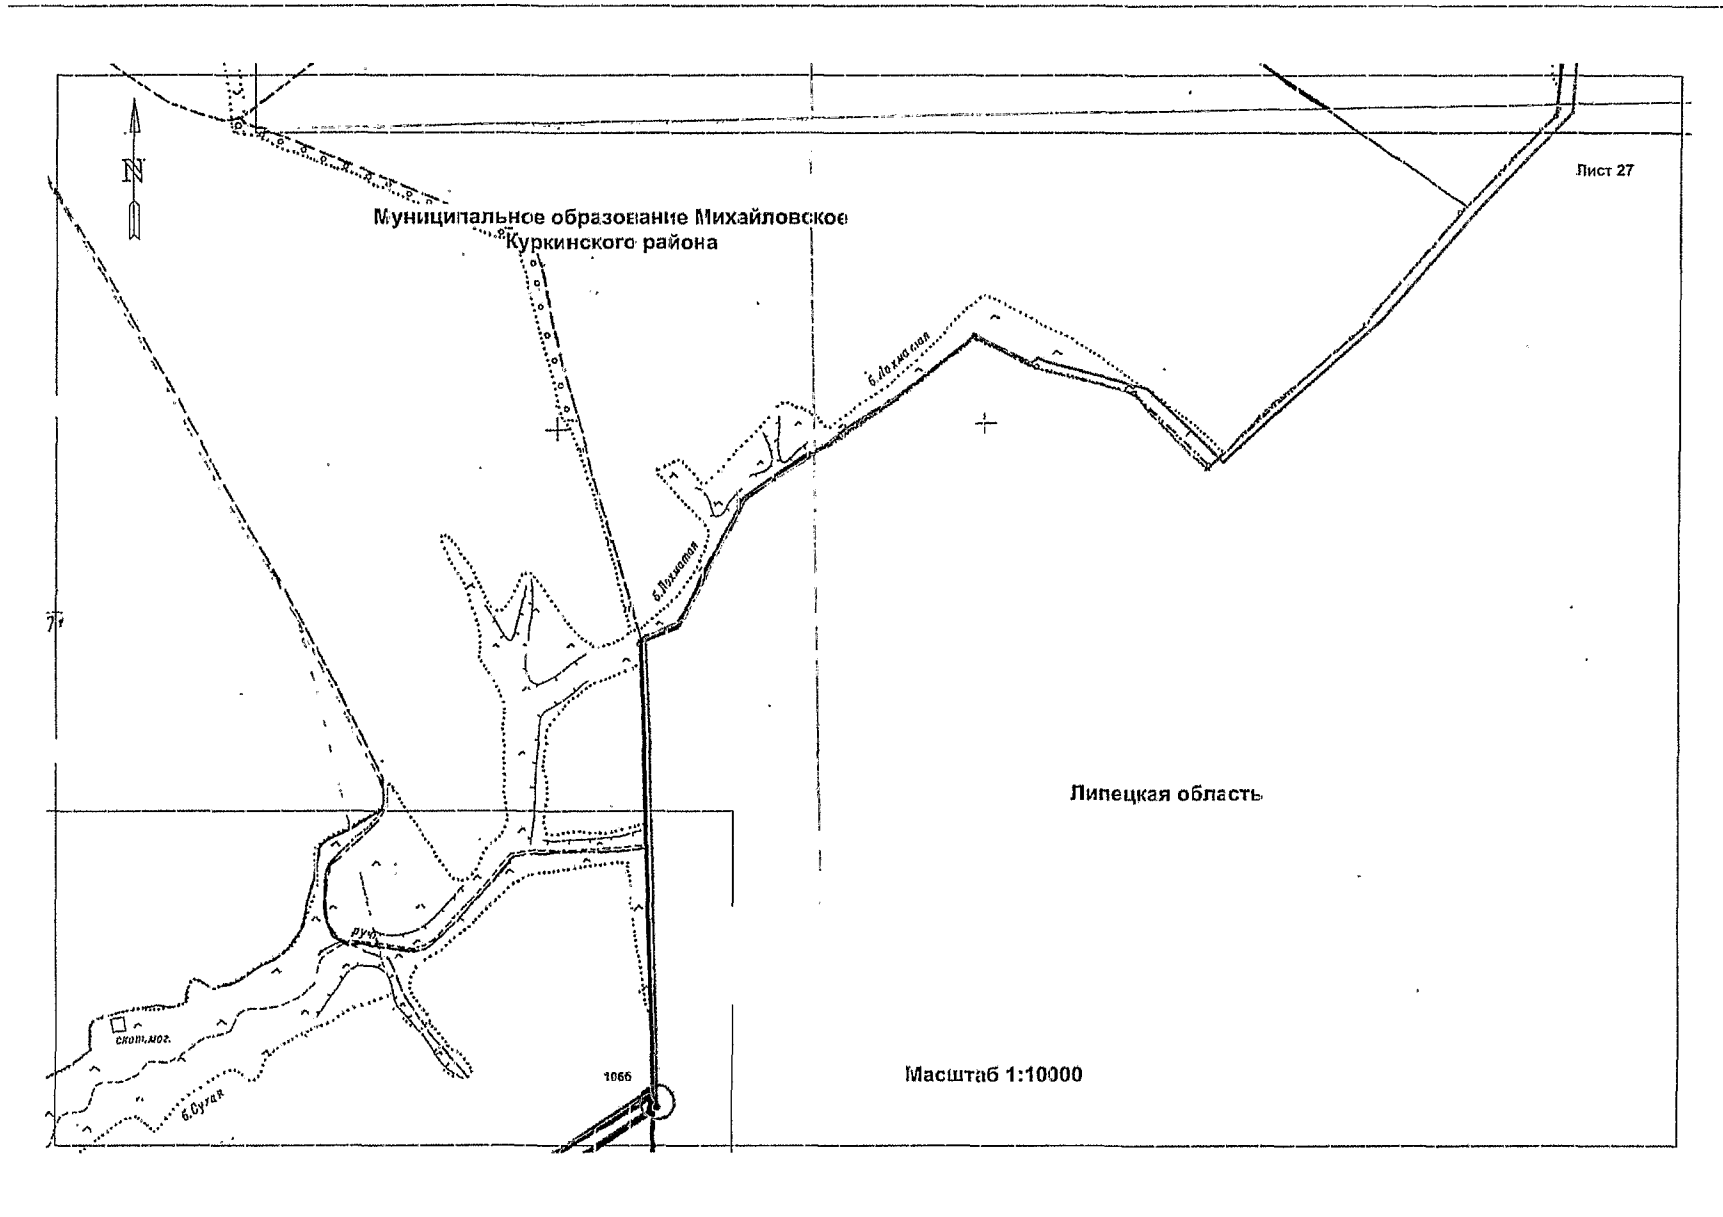 N
Лист 27
Муниципальное образование Михайловское
Куркинского района
б.Лохматая
б.Лохматая
Липецкая область
руч.
скот.мог.
1066
Масштаб 1:10000
б.Сухая